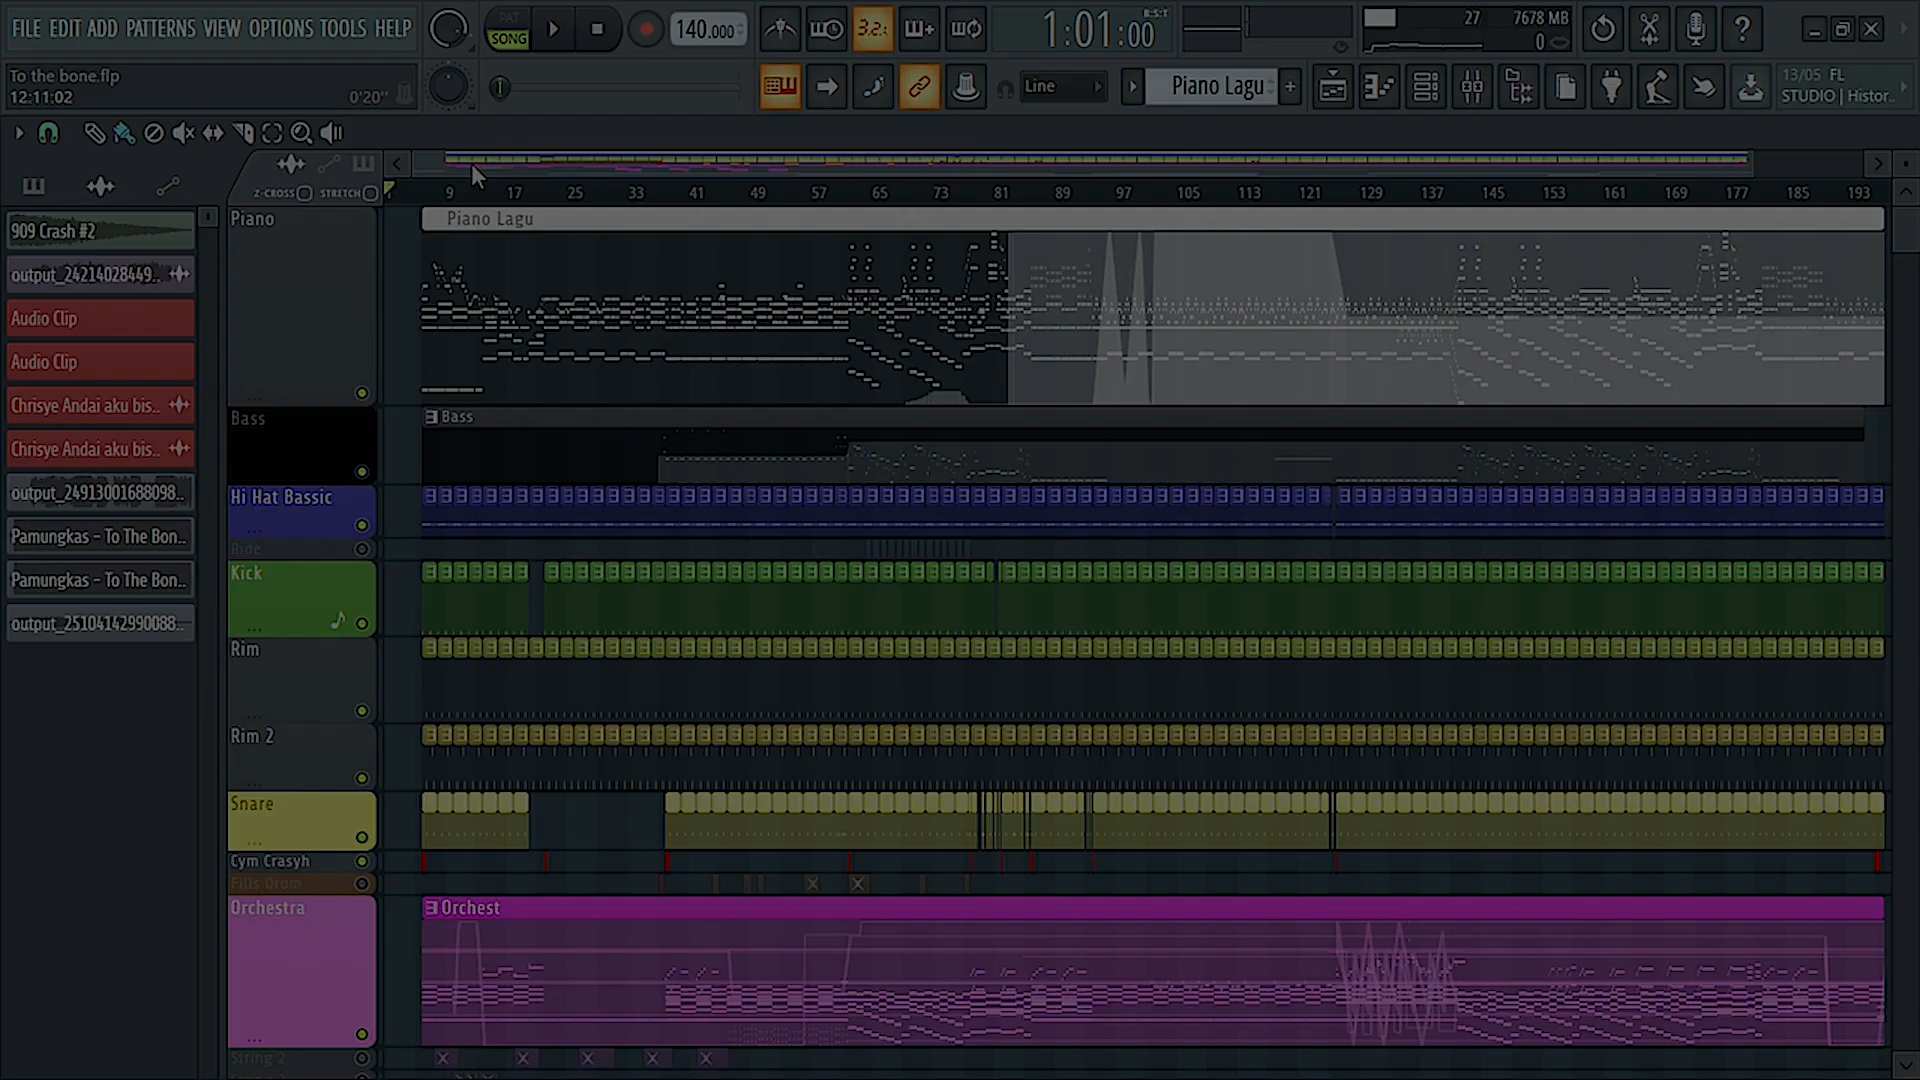 FILE EDIT ADD PATTERNS VIEW OPTIONS TOOLS HELP
PAT
SONG
140.000
3.2.
1:01:00
B:S:T
27
7678 MB
0
?
To the bone.flp
12:11:02
0'20"
Line
Piano Lagu
+
13/05 FL
STUDIO | Histor..
Z-CROSS
STRETCH
9 17 25 33 41 49 57 65 73 81 89 97 105 113 121 129 137 145 153 161 169 177 185 193
909 Crash #2
output_24214028449..
Audio Clip
Audio Clip
Chrisye Andai aku bis..
Chrisye Andai aku bis..
output_24913001688098..
Pamungkas - To The Bon..
Pamungkas - To The Bon..
output_25104142990088..
Piano
Piano Lagu
Bass
Bass
Hi Hat Bassic
Ride
Kick
Rim
Rim 2
Snare
Cym Crasyh
Fills Drum
Orchestra
Orchest
String 2